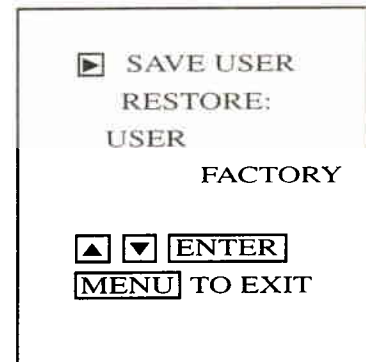 ▶ SAVE USER
RESTORE:
USER
FACTORY
▲ ▼ ENTER
MENU TO EXIT